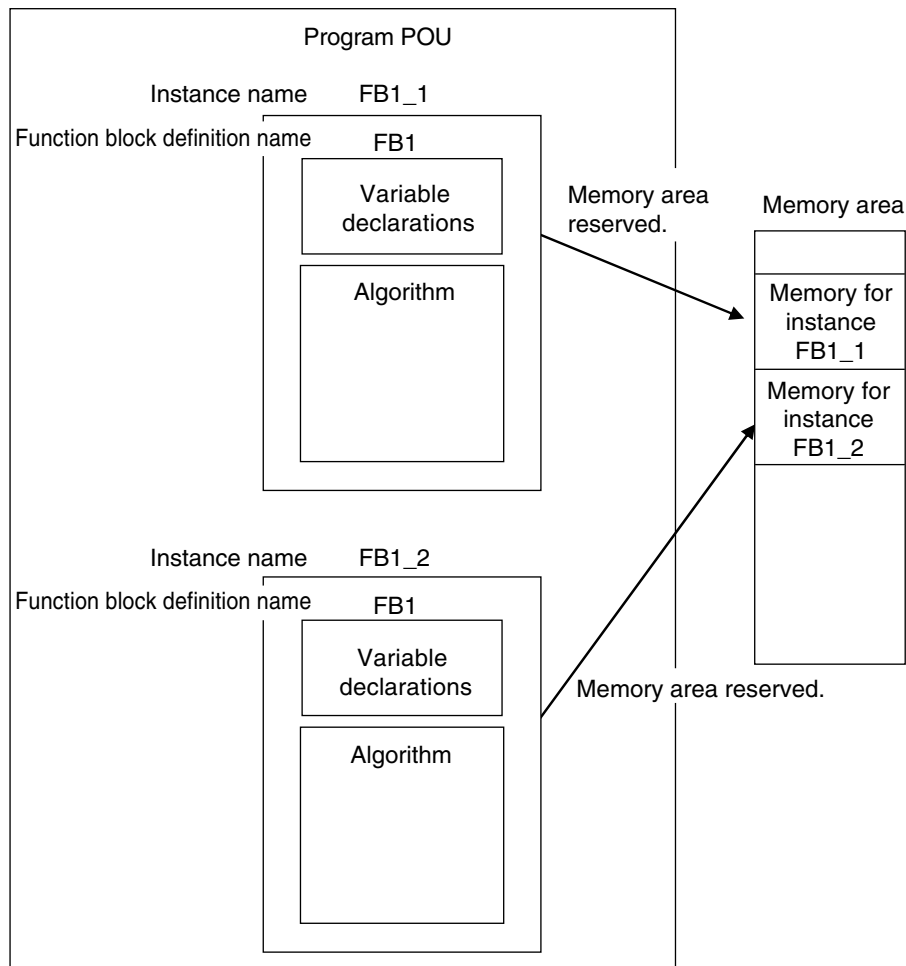 Program POU
Instance name FB1_1
Function block definition name
FB1
Variable
declarations
Algorithm
Memory area
reserved.
Memory area
Memory for
instance
FB1_1
Memory for
instance
FB1_2
Instance name FB1_2
Function block definition name
FB1
Variable
declarations
Algorithm
Memory area reserved.